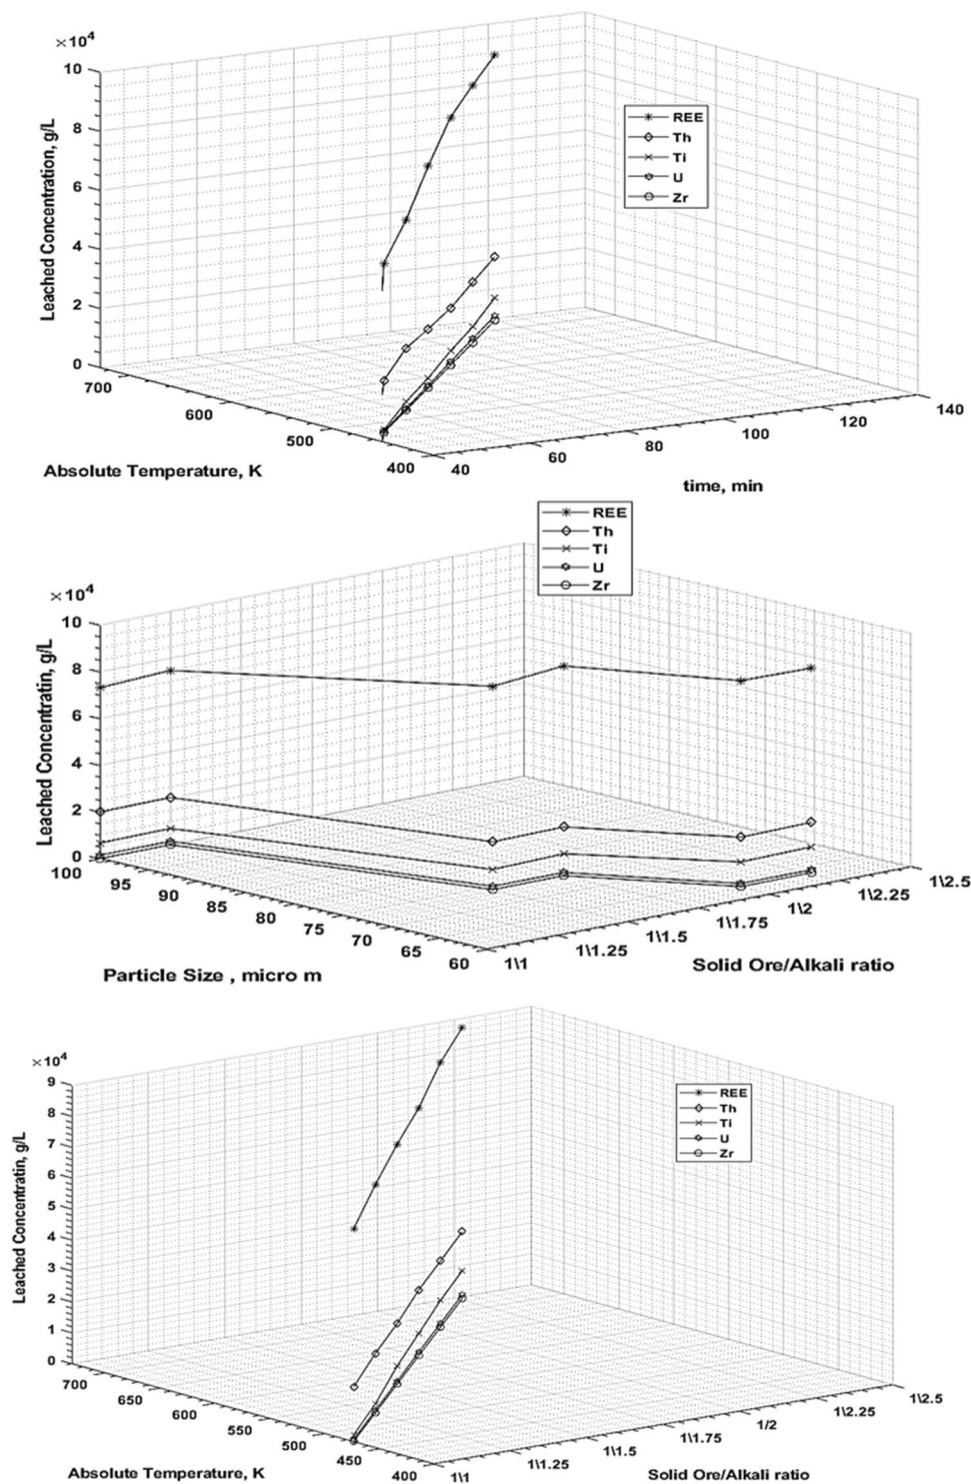 ×10⁴
10
8
6
4
2
0
Leached Concentration, g/L
REE
Th
Ti
U
Zr
700
600
500
400
Absolute Temperature, K
40
60
80
100
120
140
time, min
REE
Th
Ti
U
Zr
×10⁴
10
8
6
4
2
0
Leached Concentratin, g/L
100
95
90
85
80
75
70
65
60
Particle Size , micro m
1\1
1\1.25
1\1.5
1\1.75
1\2
1\2.25
1\2.5
Solid Ore/Alkali ratio
×10⁴
9
8
7
6
5
4
3
2
1
0
Leached Concentratin, g/L
REE
Th
Ti
U
Zr
700
650
600
550
500
450
400
Absolute Temperature, K
1\1
1\1.25
1\1.5
1\1.75
1/2
1\2.25
1\2.5
Solid Ore/Alkali ratio